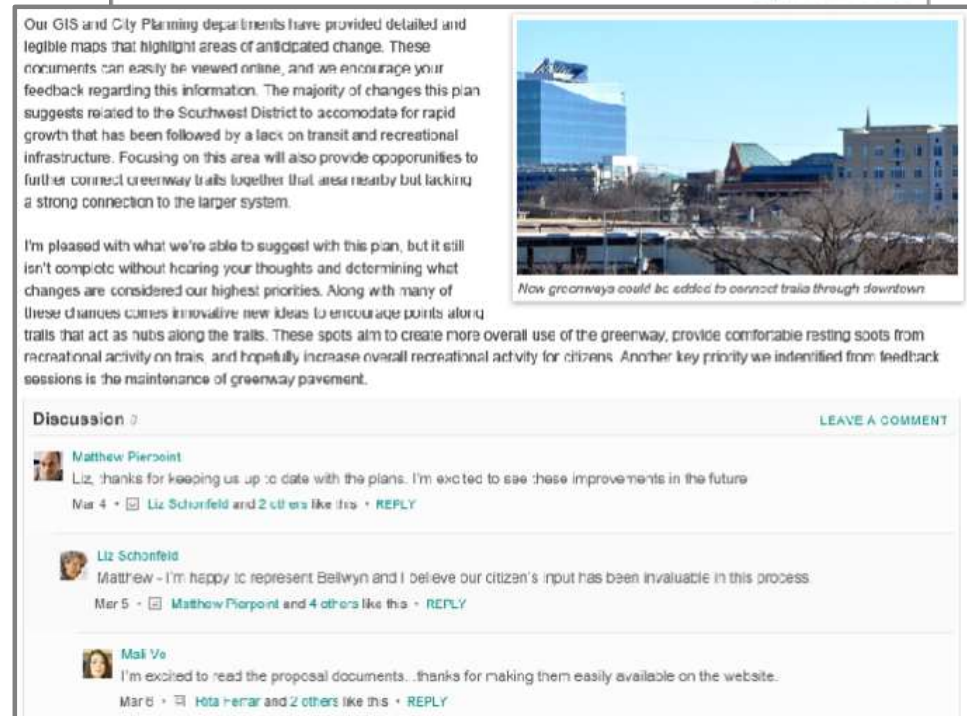 Our GIS and City Planning departments have provided detailed and
legible maps that highlight areas of anticipated change. These
documents can easily be viewed online, and we encourage your
feedback regarding this information. The majority of changes this plan
suggests related to the Southwest District to accomodate for rapid
growth that has been followed by a lack on transit and recreational
infrastructure. Focusing on this area will also provide opporunities to
further connect greenway trails together that area nearby but lacking
a strong connection to the larger system.
I'm pleased with what we're able to suggest with this plan, but it still
isn't complete without hearing your thoughts and determining what
changes are considered our highest priorities. Along with many of
these changes comes innovative new ideas to encourage points along
trails that act as hubs along the trails. These spots aim to create more overall use of the greenway, provide comfortable resting spots from
recreational activity on trais, and hopefully increase overall recreational activity for citizens. Another key priority we indentified from feedback
sessions is the maintenance of greenway pavement.
New greenways could be added to connect trails through downtown
Discussion
LEAVE A COMMENT
Matthew Pierpoint
Liz, thanks for keeping us up to date with the plans. I'm excited to see these improvements in the future
Mar 4 • Liz Schonfeld and 2 others like this • REPLY
Liz Schonfeld
Matthew - I'm happy to represent Bellwyn and I believe our citizen's input has been invaluable in this process
Mar 5 • Matthew Pierpoint and 4 others like this • REPLY
Mali Vo
I'm excited to read the proposal documents...thanks for making them easily available on the website.
Mar 6 • Rita and 2 others like this • REPLY